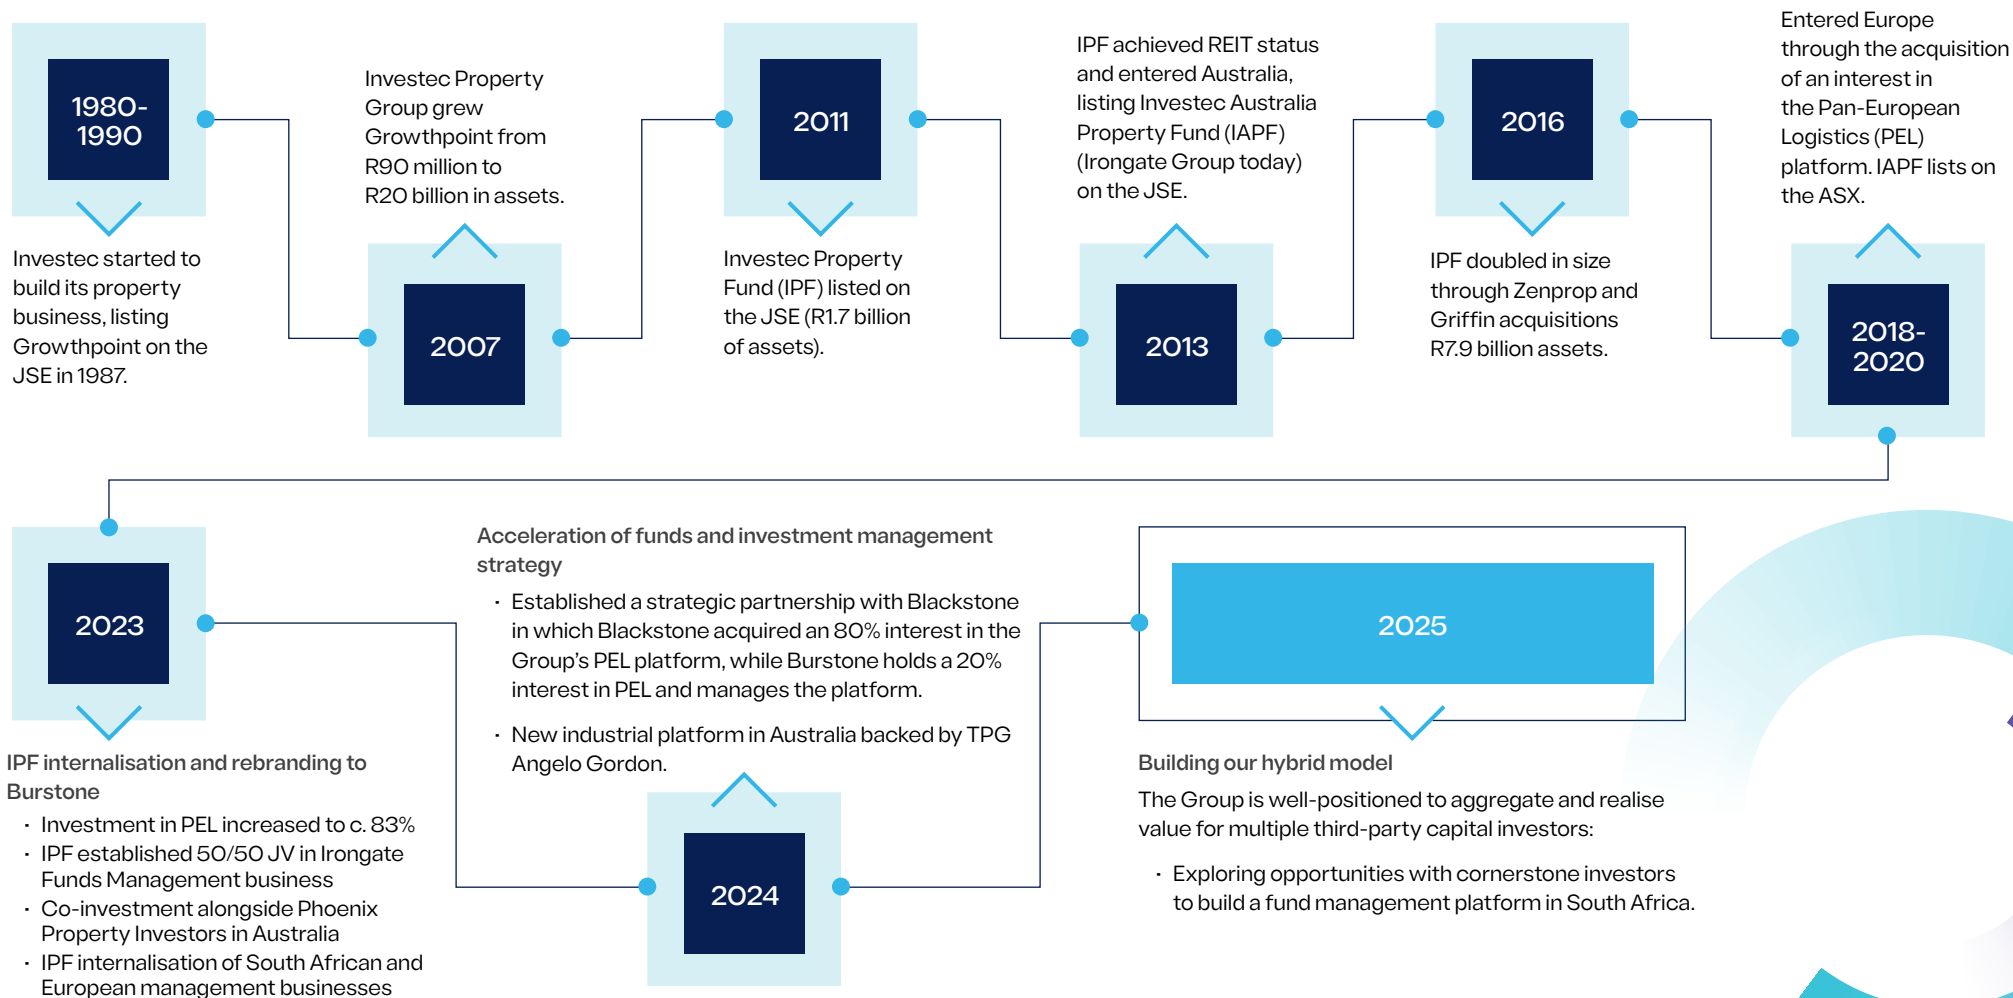 1980-
1990
Investec started to
build its property
business, listing
Growthpoint on the
JSE in 1987.
Investec Property
Group grew
Growthpoint from
R90 million to
R20 billion in assets.
2007
2011
Investec Property
Fund (IPF) listed on
the JSE (R1.7 billion
of assets).
IPF achieved REIT status
and entered Australia,
listing Investec Australia
Property Fund (IAPF)
(Irongate Group today)
on the JSE.
2013
2016
IPF doubled in size
through Zenprop and
Griffin acquisitions
R7.9 billion assets.
Entered Europe
through the acquisition
of an interest in
the Pan-European
Logistics (PEL)
platform. IAPF lists on
the ASX.
2018-
2020
2023
IPF internalisation and rebranding to
Burstone
· Investment in PEL increased to c. 83%
· IPF established 50/50 JV in Irongate
Funds Management business
· Co-investment alongside Phoenix
Property Investors in Australia
· IPF internalisation of South African and
European management businesses
Acceleration of funds and investment management
strategy
· Established a strategic partnership with Blackstone
in which Blackstone acquired an 80% interest in the
Group's PEL platform, while Burstone holds a 20%
interest in PEL and manages the platform.
· New industrial platform in Australia backed by TPG
Angelo Gordon.
2024
2025
Building our hybrid model
The Group is well-positioned to aggregate and realise
value for multiple third-party capital investors:
· Exploring opportunities with cornerstone investors
to build a fund management platform in South Africa.